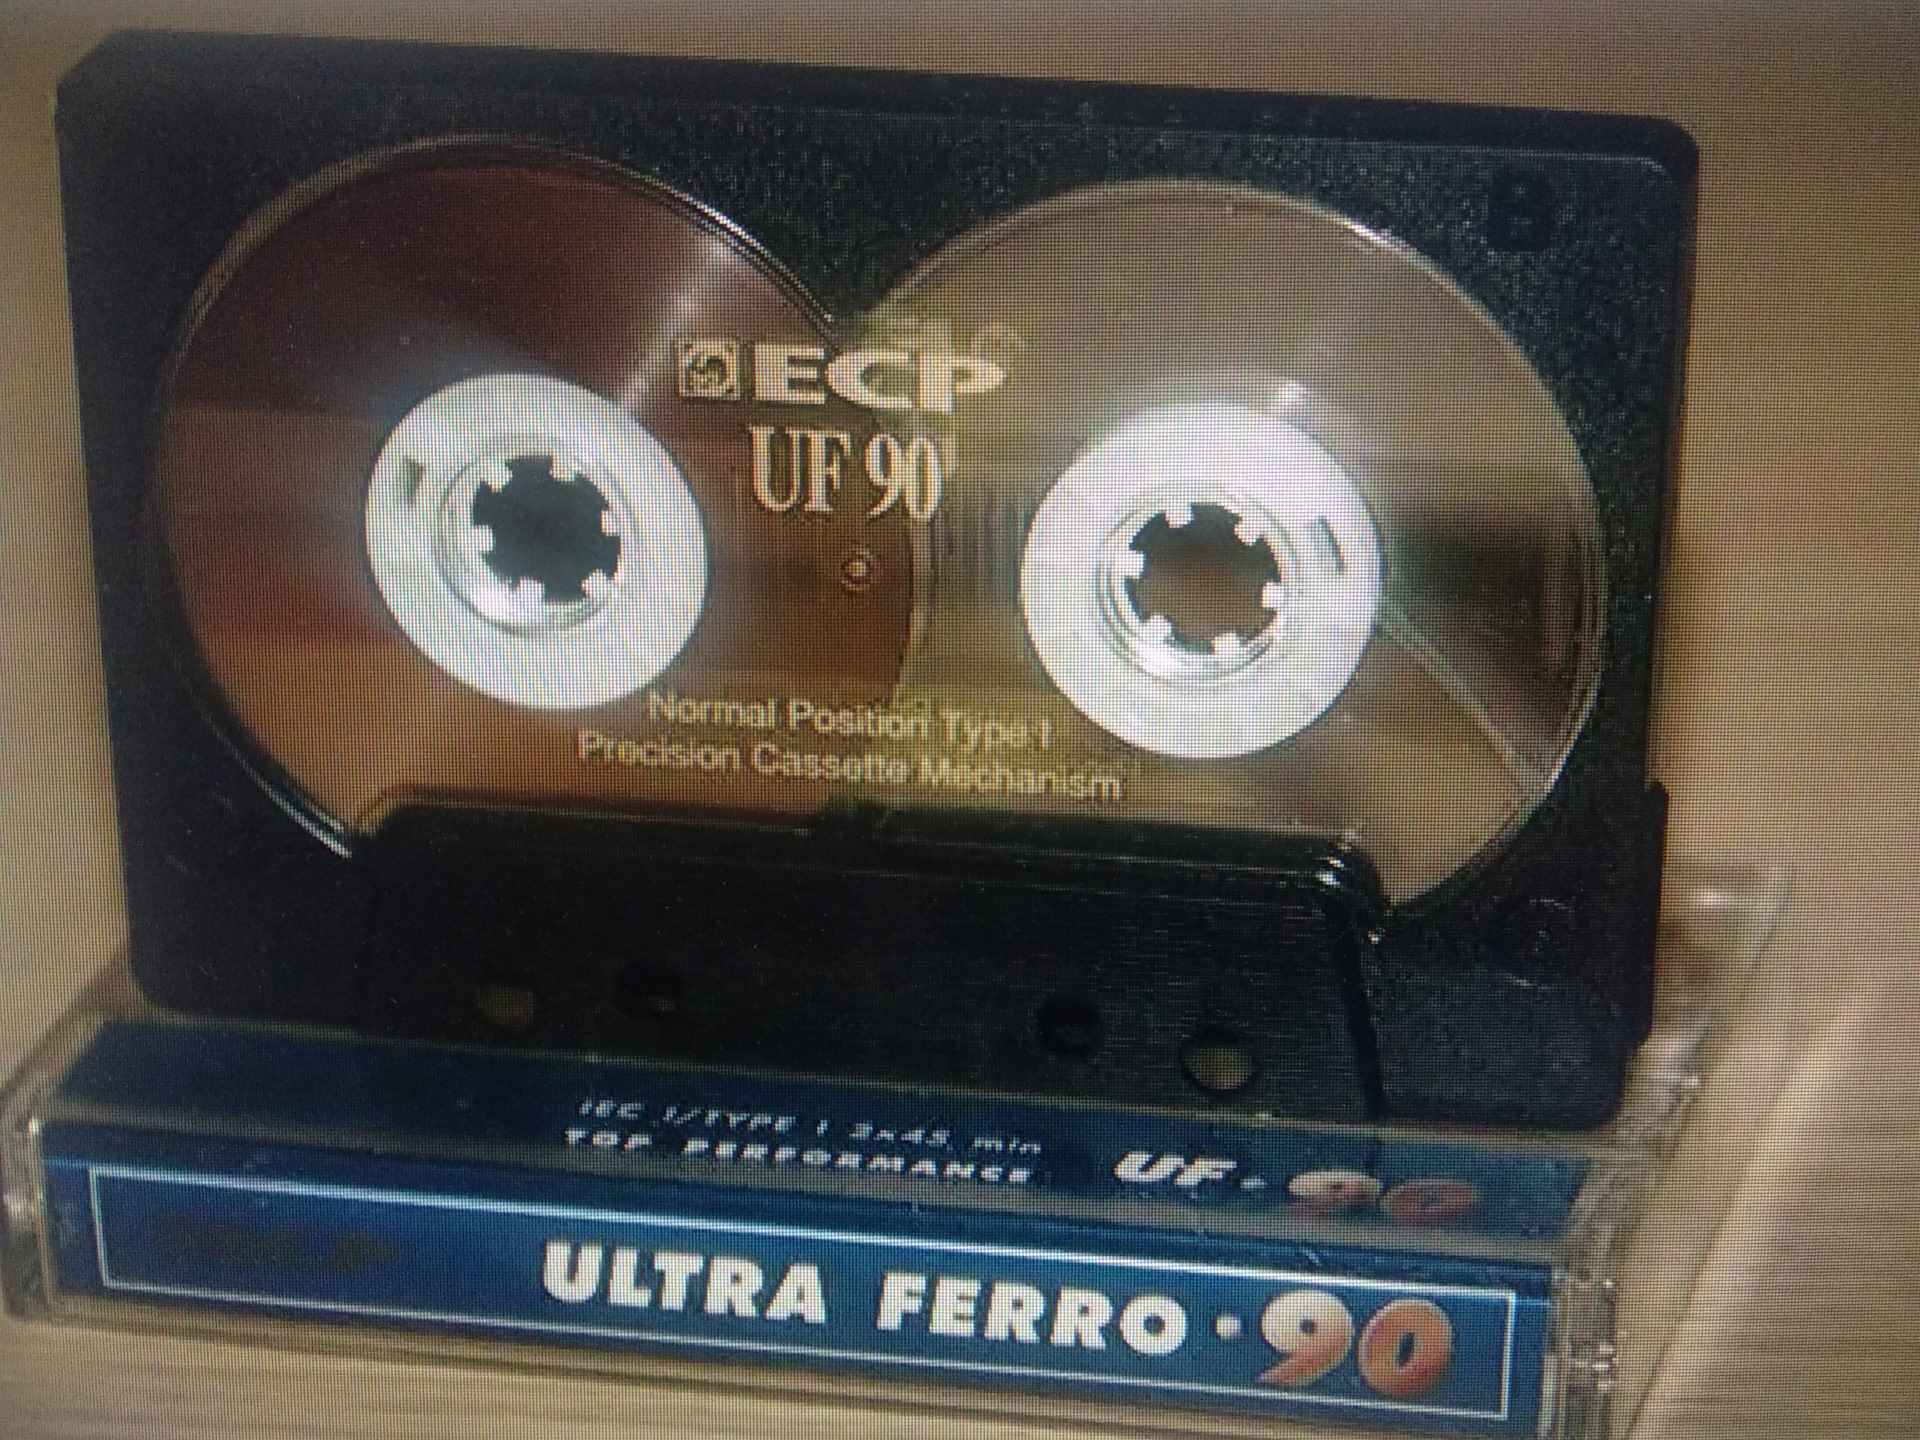 B
ECP
UF 90
Normal Position Type I
Precision Cassette Mechanism
IEC I/TYPE I 2x45 min
TOP PERFORMANCE
UF·90
ULTRA FERRO·90